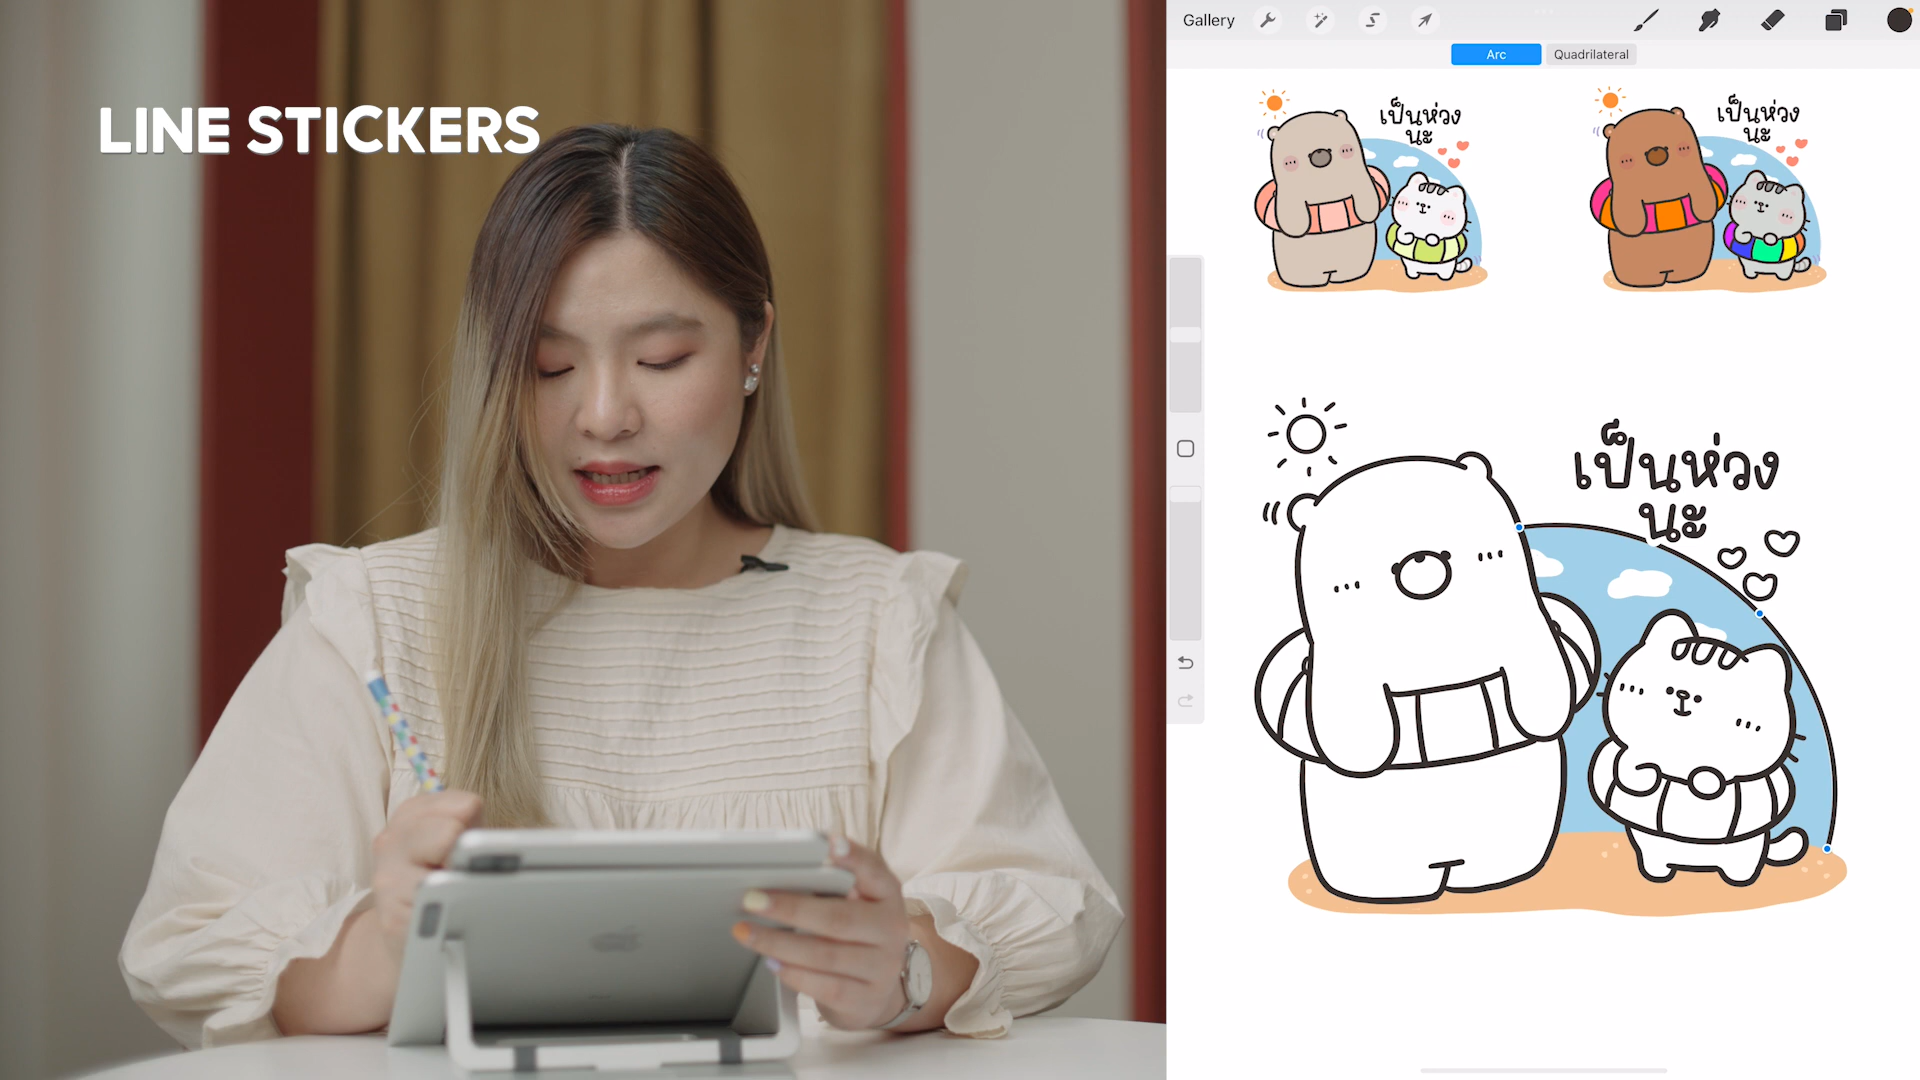 LINE STICKERS
Gallery
Arc
Quadrilateral
เป็นห่วง
นะ
เป็นห่วง
นะ
เป็นห่วง
นะ